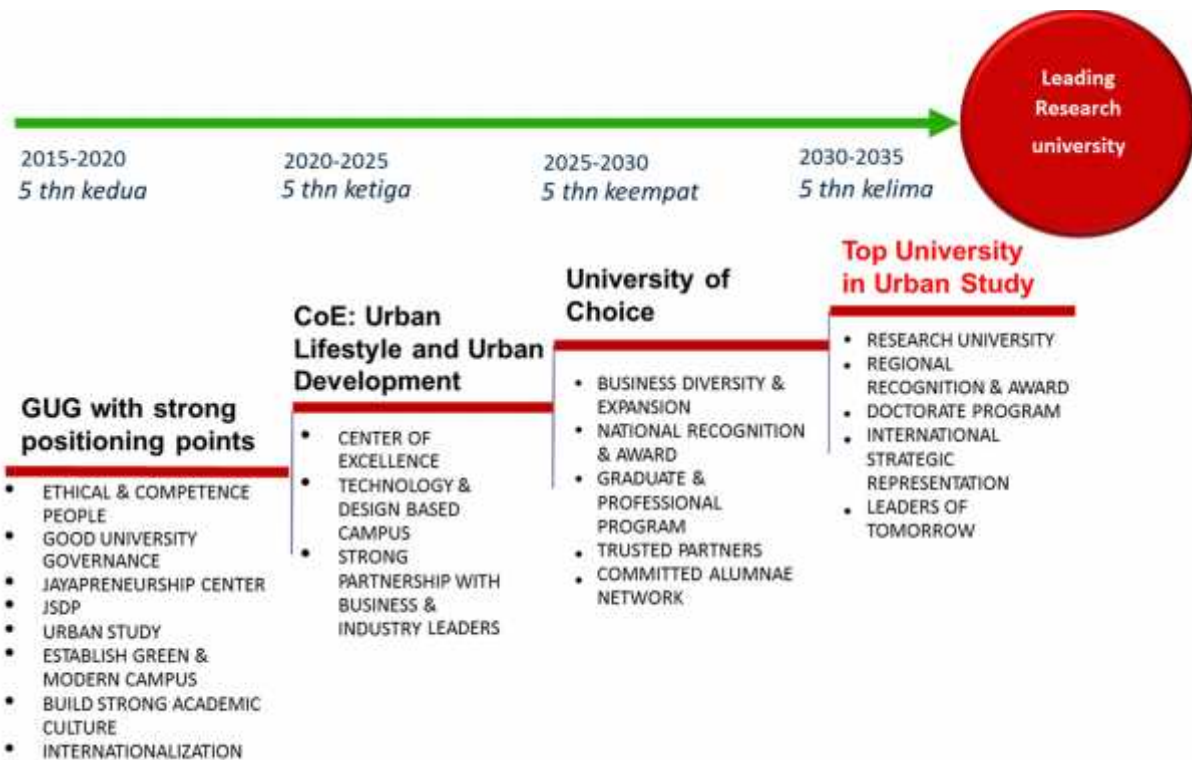 Leading
Research
university
2015-2020
5 thn kedua
2020-2025
5 thn ketiga
2025-2030
5 thn keempat
2030-2035
5 thn kelima
GUG with strong
positioning points
• ETHICAL & COMPETENCE
PEOPLE
• GOOD UNIVERSITY
GOVERNANCE
• JAYAPRENEURSHIP CENTER
• JSDP
• URBAN STUDY
• ESTABLISH GREEN &
MODERN CAMPUS
• BUILD STRONG ACADEMIC
CULTURE
• INTERNATIONALIZATION
CoE: Urban
Lifestyle and Urban
Development
• CENTER OF
EXCELLENCE
• TECHNOLOGY &
DESIGN BASED
CAMPUS
• STRONG
PARTNERSHIP WITH
BUSINESS &
INDUSTRY LEADERS
University of
Choice
• BUSINESS DIVERSITY &
EXPANSION
• NATIONAL RECOGNITION
& AWARD
• GRADUATE &
PROFESSIONAL
PROGRAM
• TRUSTED PARTNERS
• COMMITTED ALUMNAE
NETWORK
Top University
in Urban Study
• RESEARCH UNIVERSITY
• REGIONAL
RECOGNITION & AWARD
• DOCTORATE PROGRAM
• INTERNATIONAL
STRATEGIC
REPRESENTATION
• LEADERS OF
TOMORROW